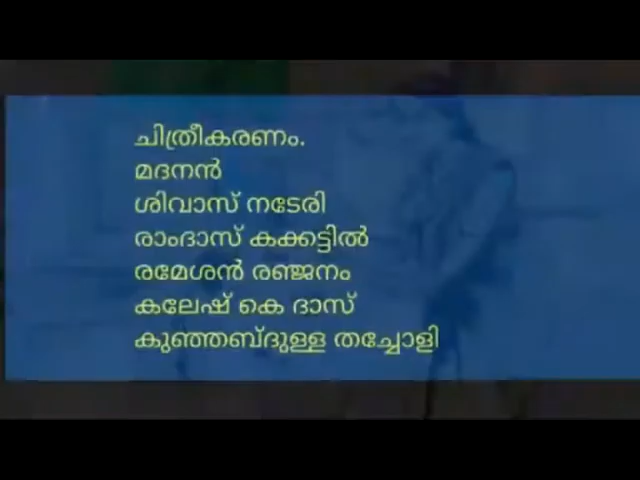 ചിത്രീകരണം.
മദനൻ
ശിവാസ് നടേരി
രാംദാസ് കക്കട്ടിൽ
രമേശൻ രഞ്ജനം
കലേഷ് കെ ദാസ്
കുഞ്ഞബ്ദുള്ള തച്ചോളി